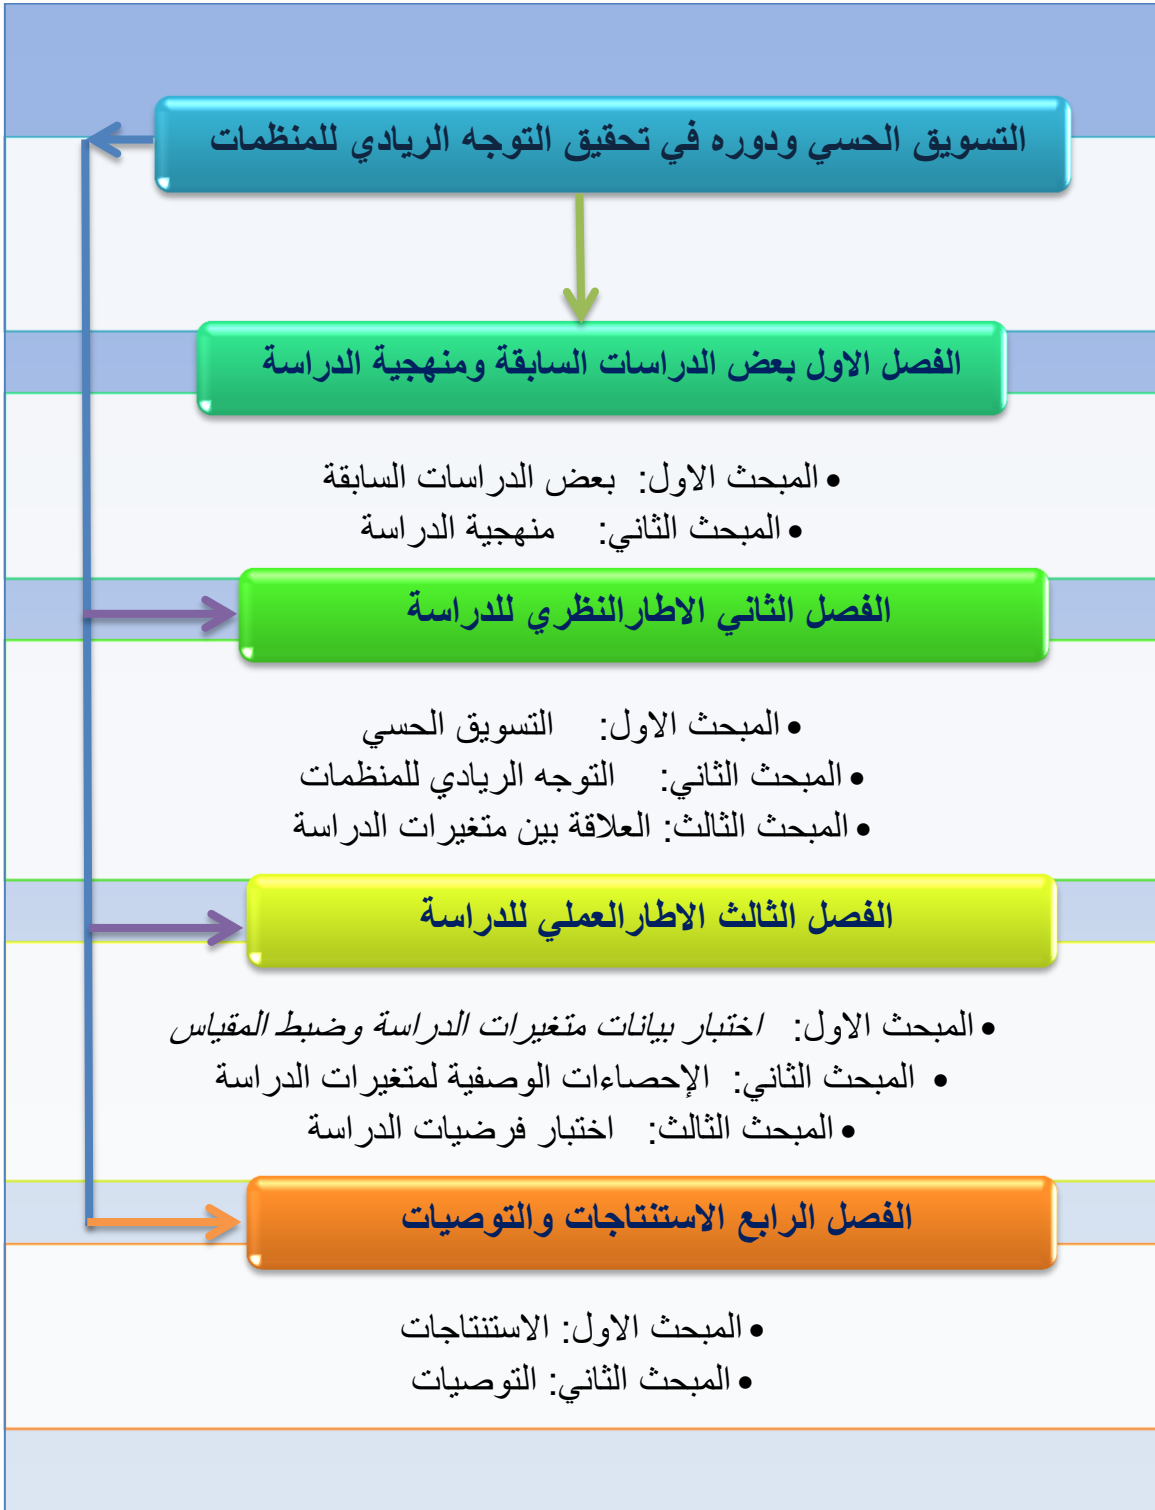 التسويق الحسي ودوره في تحقيق التوجه الريادي للمنظمات
الفصل الاول بعض الدراسات السابقة ومنهجية الدراسة
• المبحث الاول: بعض الدراسات السابقة
• المبحث الثاني: منهجية الدراسة
الفصل الثاني الاطارالنظري للدراسة
• المبحث الاول: التسويق الحسي
• المبحث الثاني: التوجه الريادي للمنظمات
• المبحث الثالث: العلاقة بين متغيرات الدراسة
الفصل الثالث الاطارالعملي للدراسة
• المبحث الاول: اختبار بيانات متغيرات الدراسة وضبط المقياس
• المبحث الثاني: الإحصاءات الوصفية لمتغيرات الدراسة
• المبحث الثالث: اختبار فرضيات الدراسة
الفصل الرابع الاستنتاجات والتوصيات
• المبحث الاول: الاستنتاجات
• المبحث الثاني: التوصيات